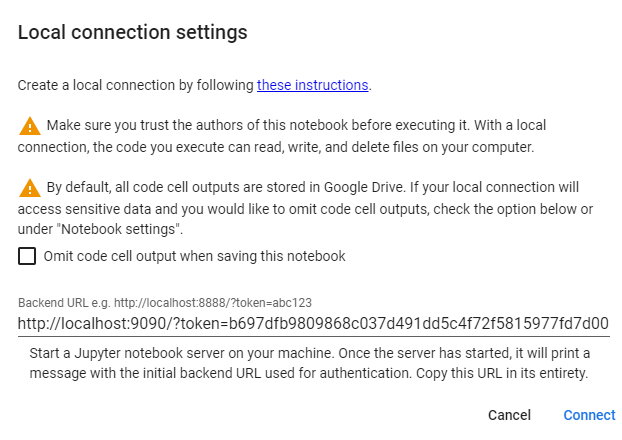 Local connection settings
Create a local connection by following these instructions.
Make sure you trust the authors of this notebook before executing it. With a local
connection, the code you execute can read, write, and delete files on your computer.
By default, all code cell outputs are stored in Google Drive. If your local connection will
access sensitive data and you would like to omit code cell outputs, check the option below or
under "Notebook settings".
Omit code cell output when saving this notebook
Backend URL e.g. http://localhost:8888/?token=abc123
http://localhost:9090/?token=b697dfb9809868c037d491dd5c4f72f5815977fd7d00
Start a Jupyter notebook server on your machine. Once the server has started, it will print a
message with the initial backend URL used for authentication. Copy this URL in its entirety.
Cancel Connect